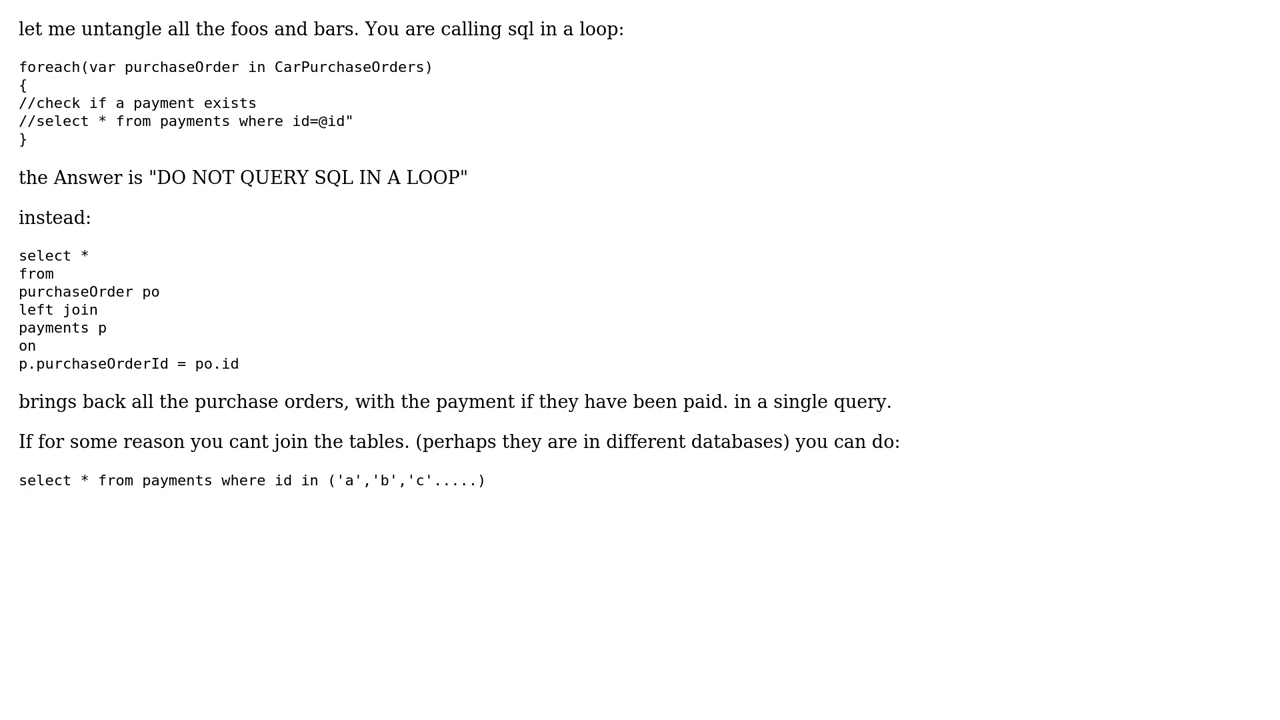 let me untangle all the foos and bars. You are calling sql in a loop:
foreach(var purchaseOrder in CarPurchaseOrders)
{
//check if a payment exists
//select * from payments where id=@id"
}
the Answer is "DO NOT QUERY SQL IN A LOOP"
instead:
select *
from
purchaseOrder po
left join
payments p
on
p.purchaseOrderId = po.id
brings back all the purchase orders, with the payment if they have been paid. in a single query.
If for some reason you cant join the tables. (perhaps they are in different databases) you can do:
select * from payments where id in ('a','b','c'.....)